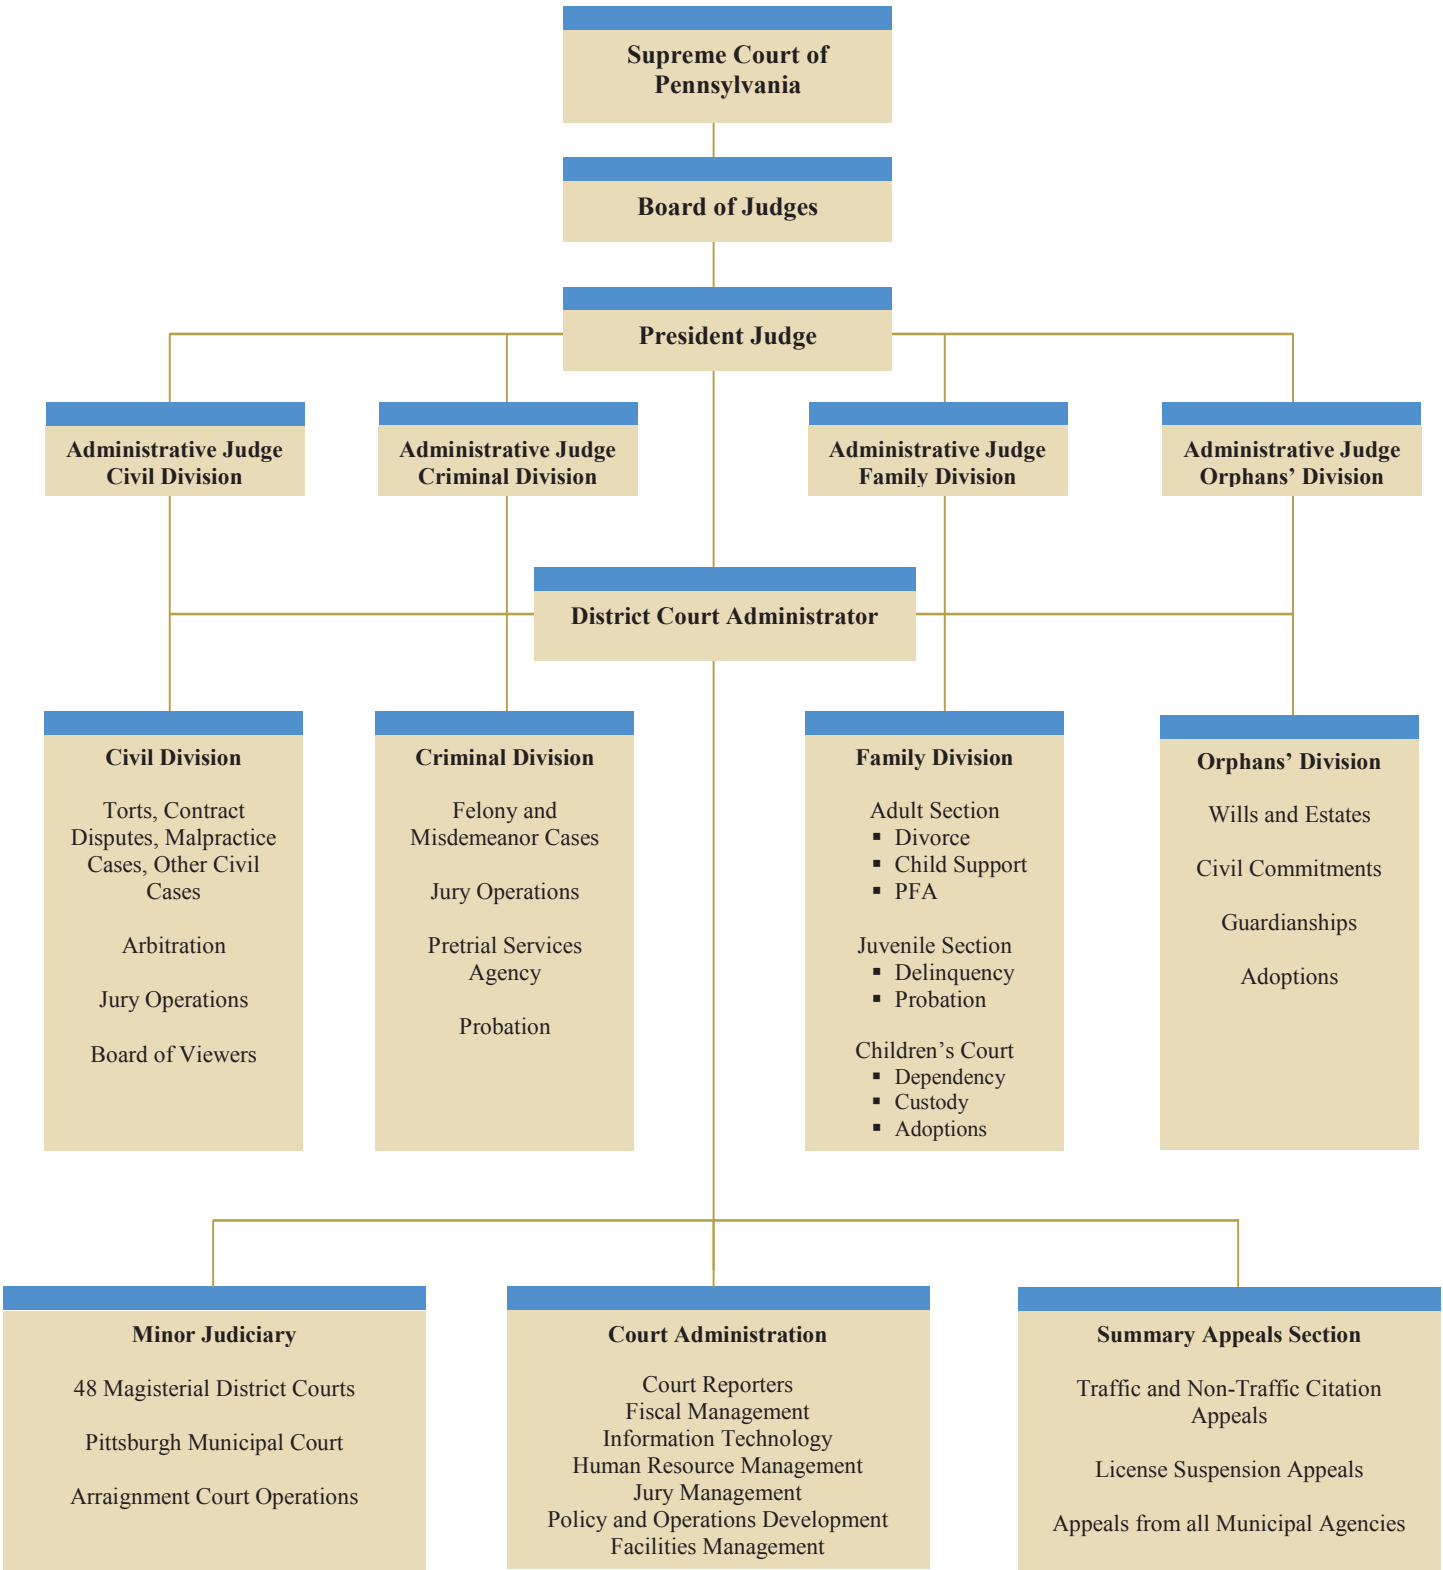 Supreme Court of
Pennsylvania
Board of Judges
President Judge
Administrative Judge
Civil Division
Administrative Judge
Criminal Division
Administrative Judge
Family Division
Administrative Judge
Orphans’ Division
District Court Administrator
Civil Division
Torts, Contract
Disputes, Malpractice
Cases, Other Civil
Cases
Arbitration
Jury Operations
Board of Viewers
Criminal Division
Felony and
Misdemeanor Cases
Jury Operations
Pretrial Services
Agency
Probation
Family Division
Adult Section
▪ Divorce
▪ Child Support
▪ PFA
Juvenile Section
▪ Delinquency
▪ Probation
Children’s Court
▪ Dependency
▪ Custody
▪ Adoptions
Orphans’ Division
Wills and Estates
Civil Commitments
Guardianships
Adoptions
Minor Judiciary
48 Magisterial District Courts
Pittsburgh Municipal Court
Arraignment Court Operations
Court Administration
Court Reporters
Fiscal Management
Information Technology
Human Resource Management
Jury Management
Policy and Operations Development
Facilities Management
Summary Appeals Section
Traffic and Non-Traffic Citation
Appeals
License Suspension Appeals
Appeals from all Municipal Agencies